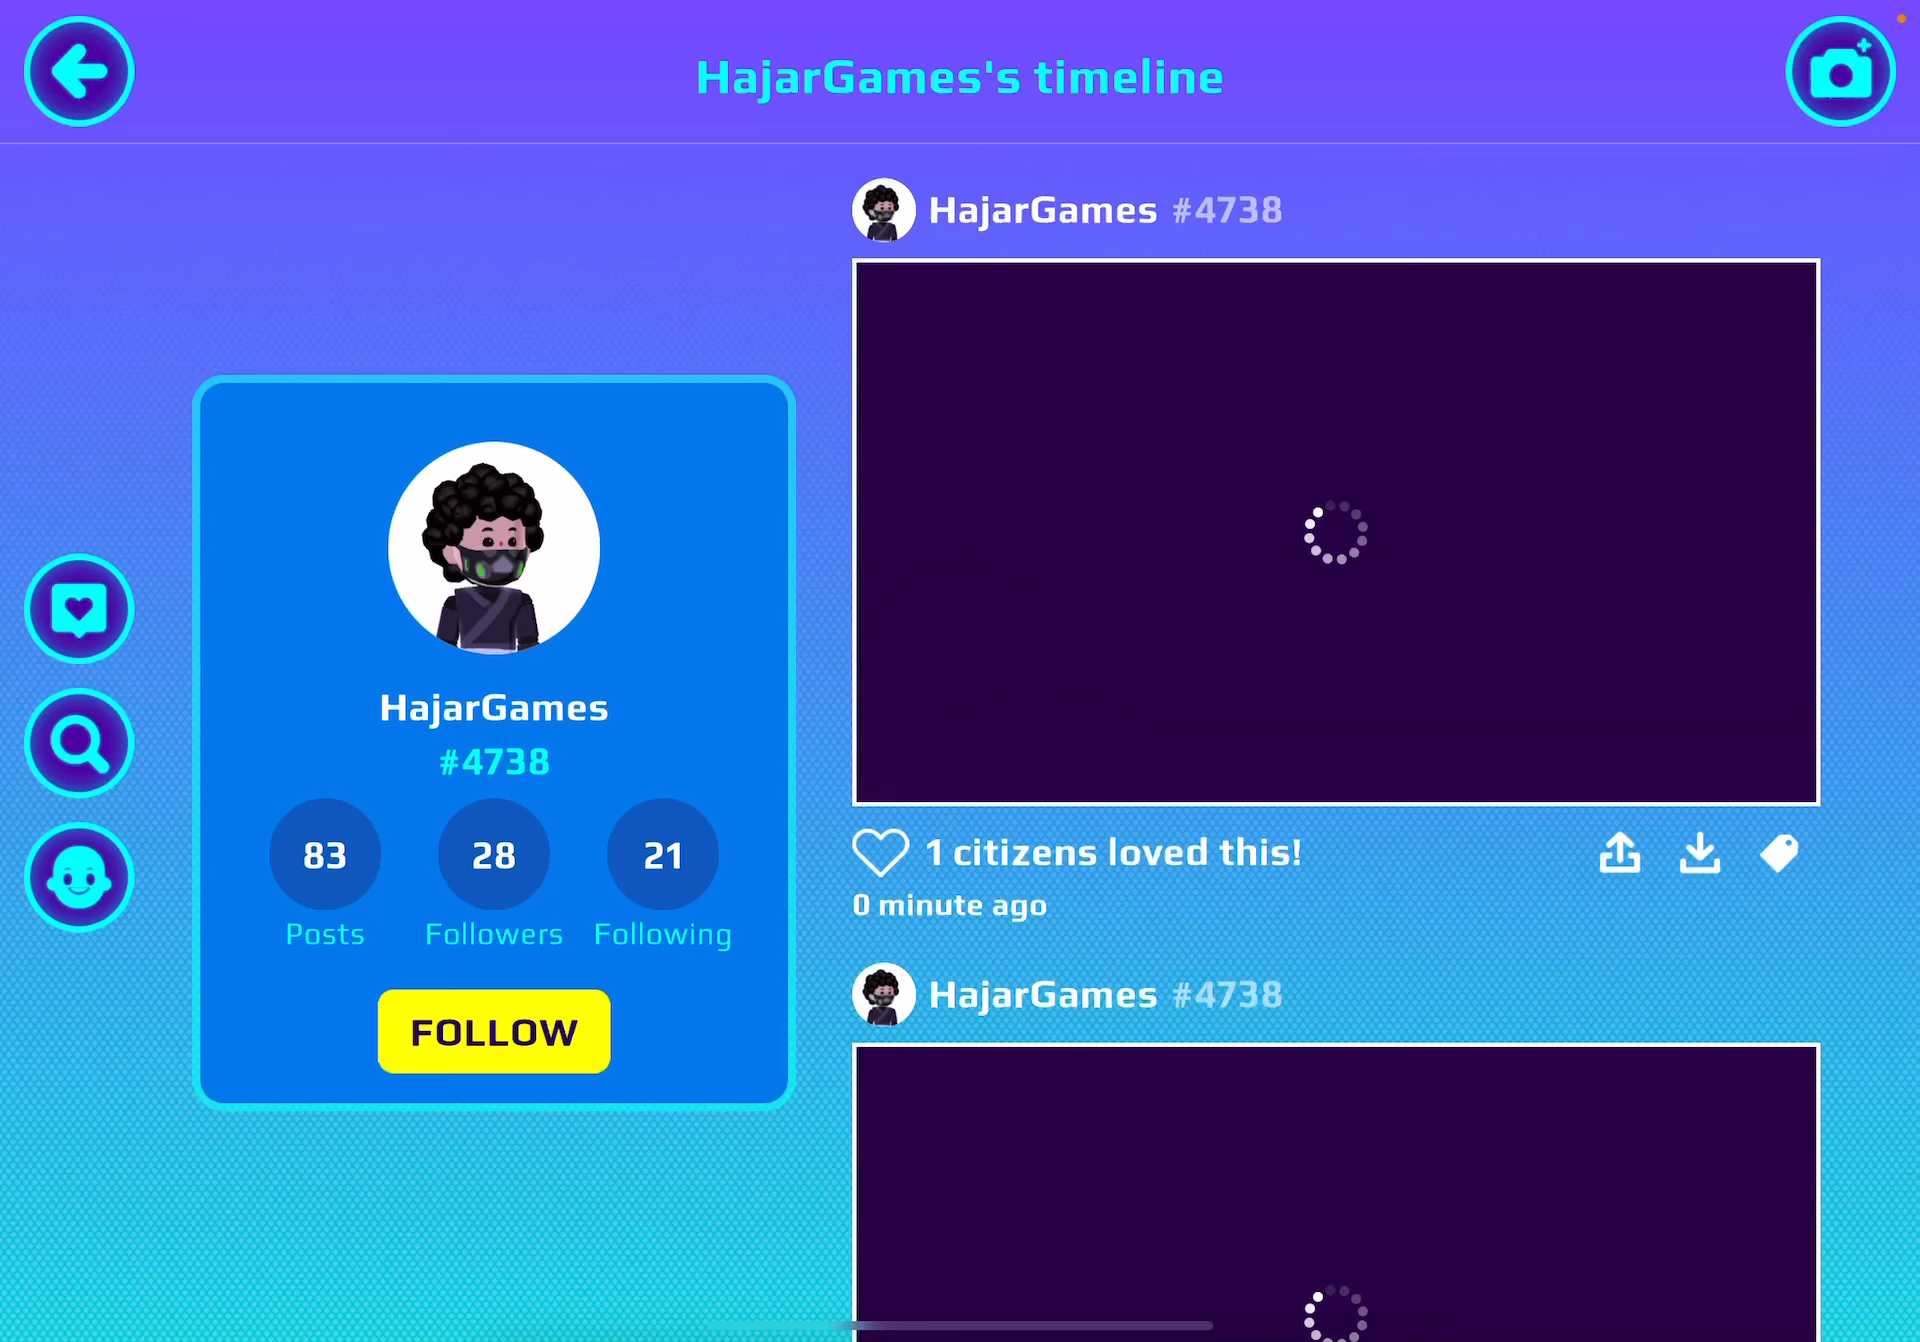 HajarGames's timeline
HajarGames
#4738
83
28
21
Posts
Followers
Following
FOLLOW
HajarGames #4738
1 citizens loved this!
0 minute ago
HajarGames #4738